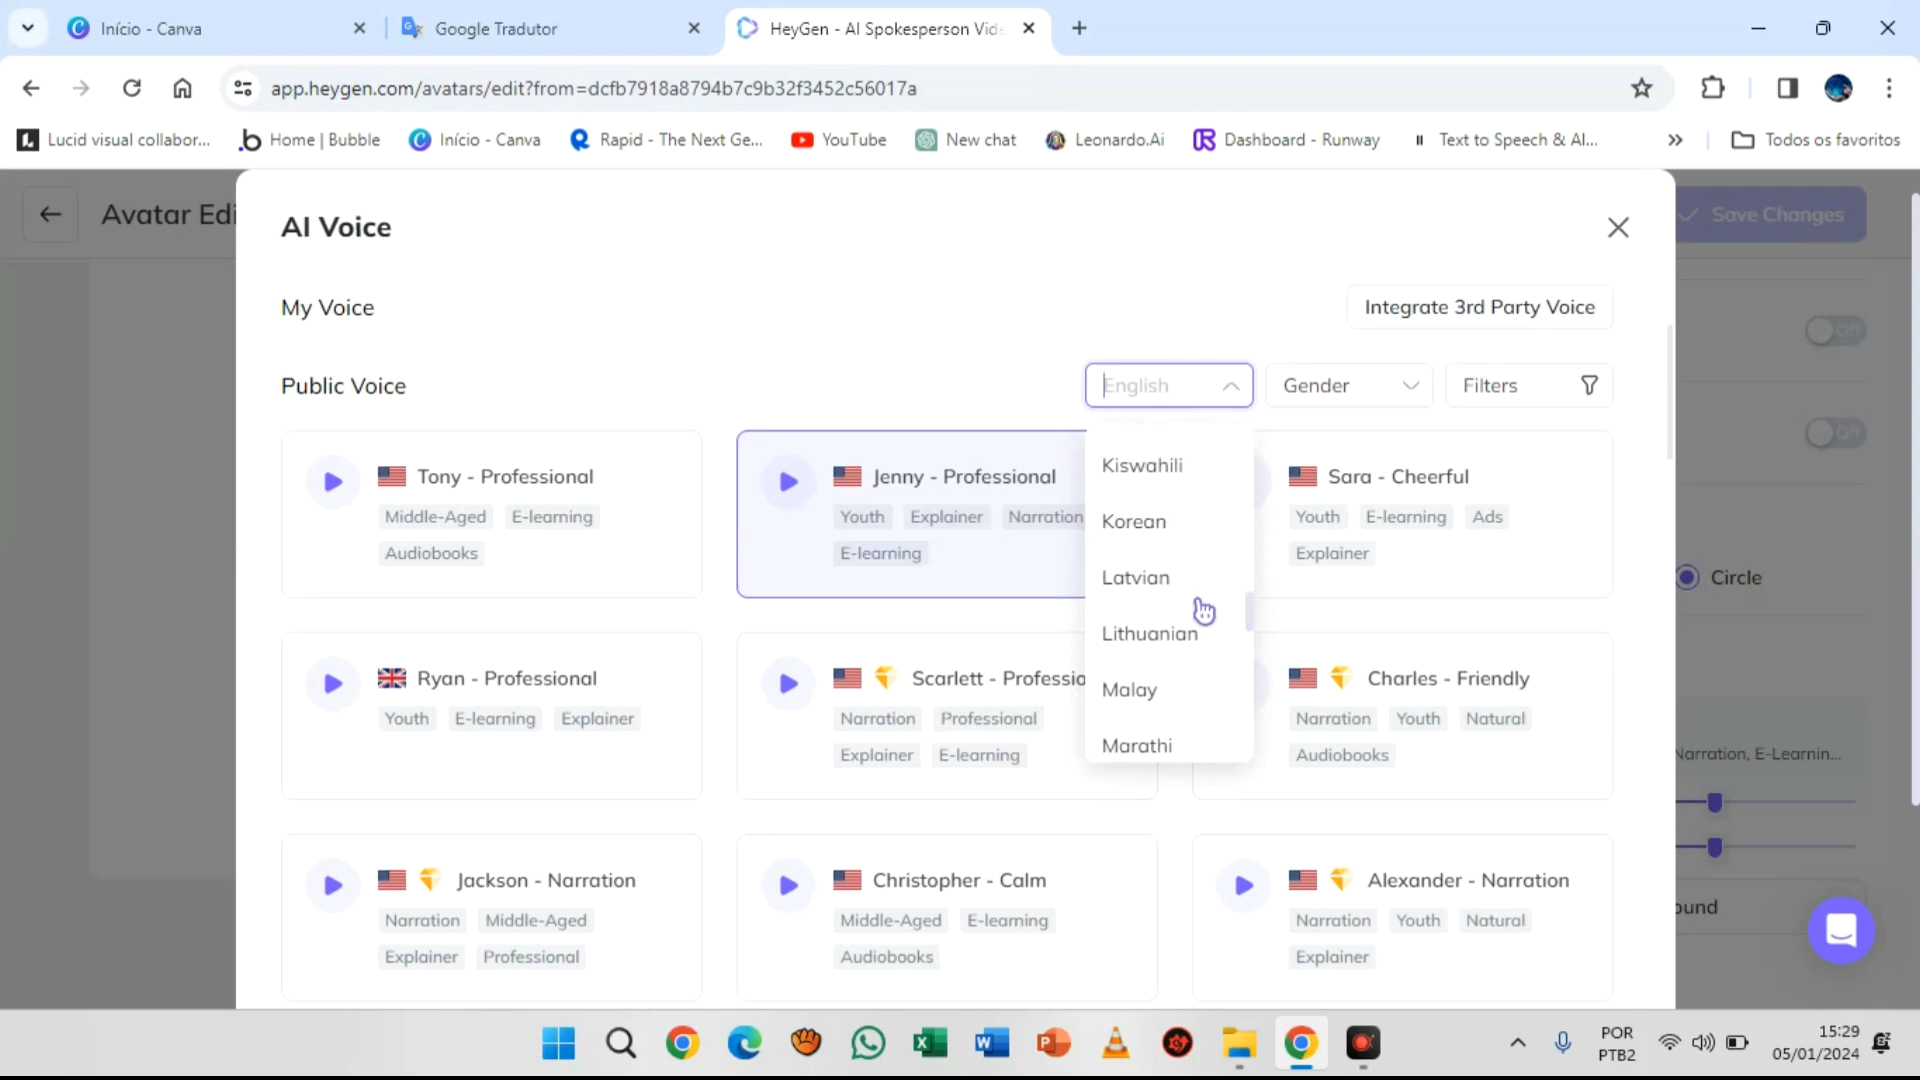 Início - Canva
Google Tradutor
HeyGen - AI Spokesperson Vid
app.heygen.com/avatars/edit?from=dcfb7918a8794b7c9b32f3452c56017a
Lucid visual collabor...
Home | Bubble
Início - Canva
Rapid - The Next Ge...
YouTube
New chat
Leonardo.Ai
Dashboard - Runway
Text to Speech & AI...
Todos os favoritos
Avatar Edi
Save Changes
AI Voice
My Voice
Integrate 3rd Party Voice
Off
Public Voice
English
Gender
Filters
Off
Tony - Professional
Middle-Aged E-learning
Audiobooks
Jenny - Professional
Youth Explainer Narration
E-learning
Sara - Cheerful
Youth E-learning Ads
Explainer
Kiswahili
Korean
Latvian
Lithuanian
Malay
Marathi
Circle
Ryan - Professional
Youth E-learning Explainer
Scarlett - Professio
Narration Professional
Explainer E-learning
Charles - Friendly
Narration Youth Natural
Audiobooks
Narration, E-Learnin...
Jackson - Narration
Narration Middle-Aged
Explainer Professional
Christopher - Calm
Middle-Aged E-learning
Audiobooks
Alexander - Narration
Narration Youth Natural
Explainer
ound
POR
PTB2
15:29
05/01/2024